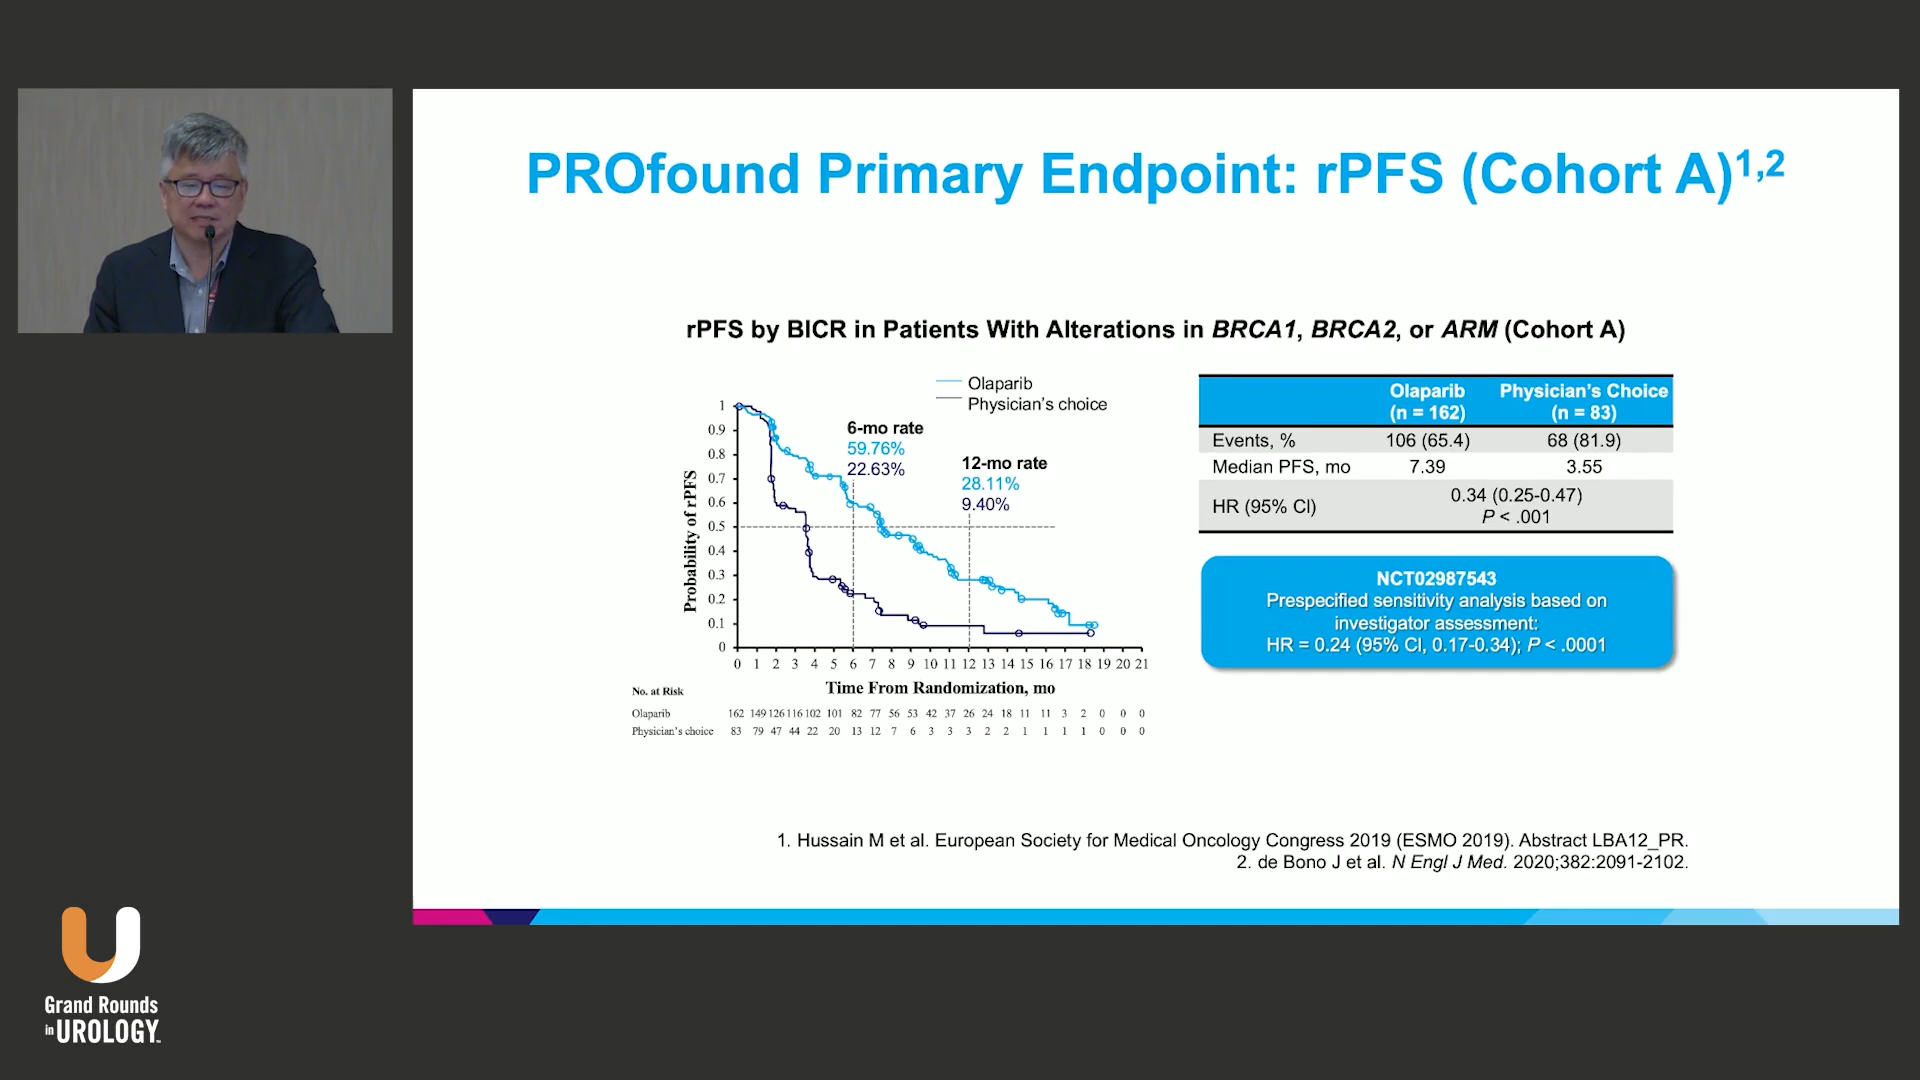 PROfound Primary Endpoint: rPFS (Cohort A)1,2
rPFS by BICR in Patients With Alterations in BRCA1, BRCA2, or ARM (Cohort A)
Olaparib
Physician's choice
6-mo rate
59.76%
22.63%
12-mo rate
28.11%
9.40%
Probability of rPFS
1
0.9
0.8
0.7
0.6
0.5
0.4
0.3
0.2
0.1
0
0 1 2 3 4 5 6 7 8 9 10 11 12 13 14 15 16 17 18 19 20 21
Time From Randomization, mo
No. at Risk
Olaparib 162 149 126 116 102 101 82 77 56 53 42 37 26 24 18 11 11 3 2 0 0 0
Physician's choice 83 79 47 44 22 20 13 12 7 6 3 3 3 2 2 1 1 1 1 0 0 0
Olaparib Physician's Choice
(n = 162) (n = 83)
Events, % 106 (65.4) 68 (81.9)
Median PFS, mo 7.39 3.55
HR (95% CI) 0.34 (0.25-0.47)
P < .001
NCT02987543
Prespecified sensitivity analysis based on
investigator assessment:
HR = 0.24 (95% CI, 0.17-0.34); P < .0001
1. Hussain M et al. European Society for Medical Oncology Congress 2019 (ESMO 2019). Abstract LBA12_PR.
2. de Bono J et al. N Engl J Med. 2020;382:2091-2102.
Grand Rounds
in UROLOGY™